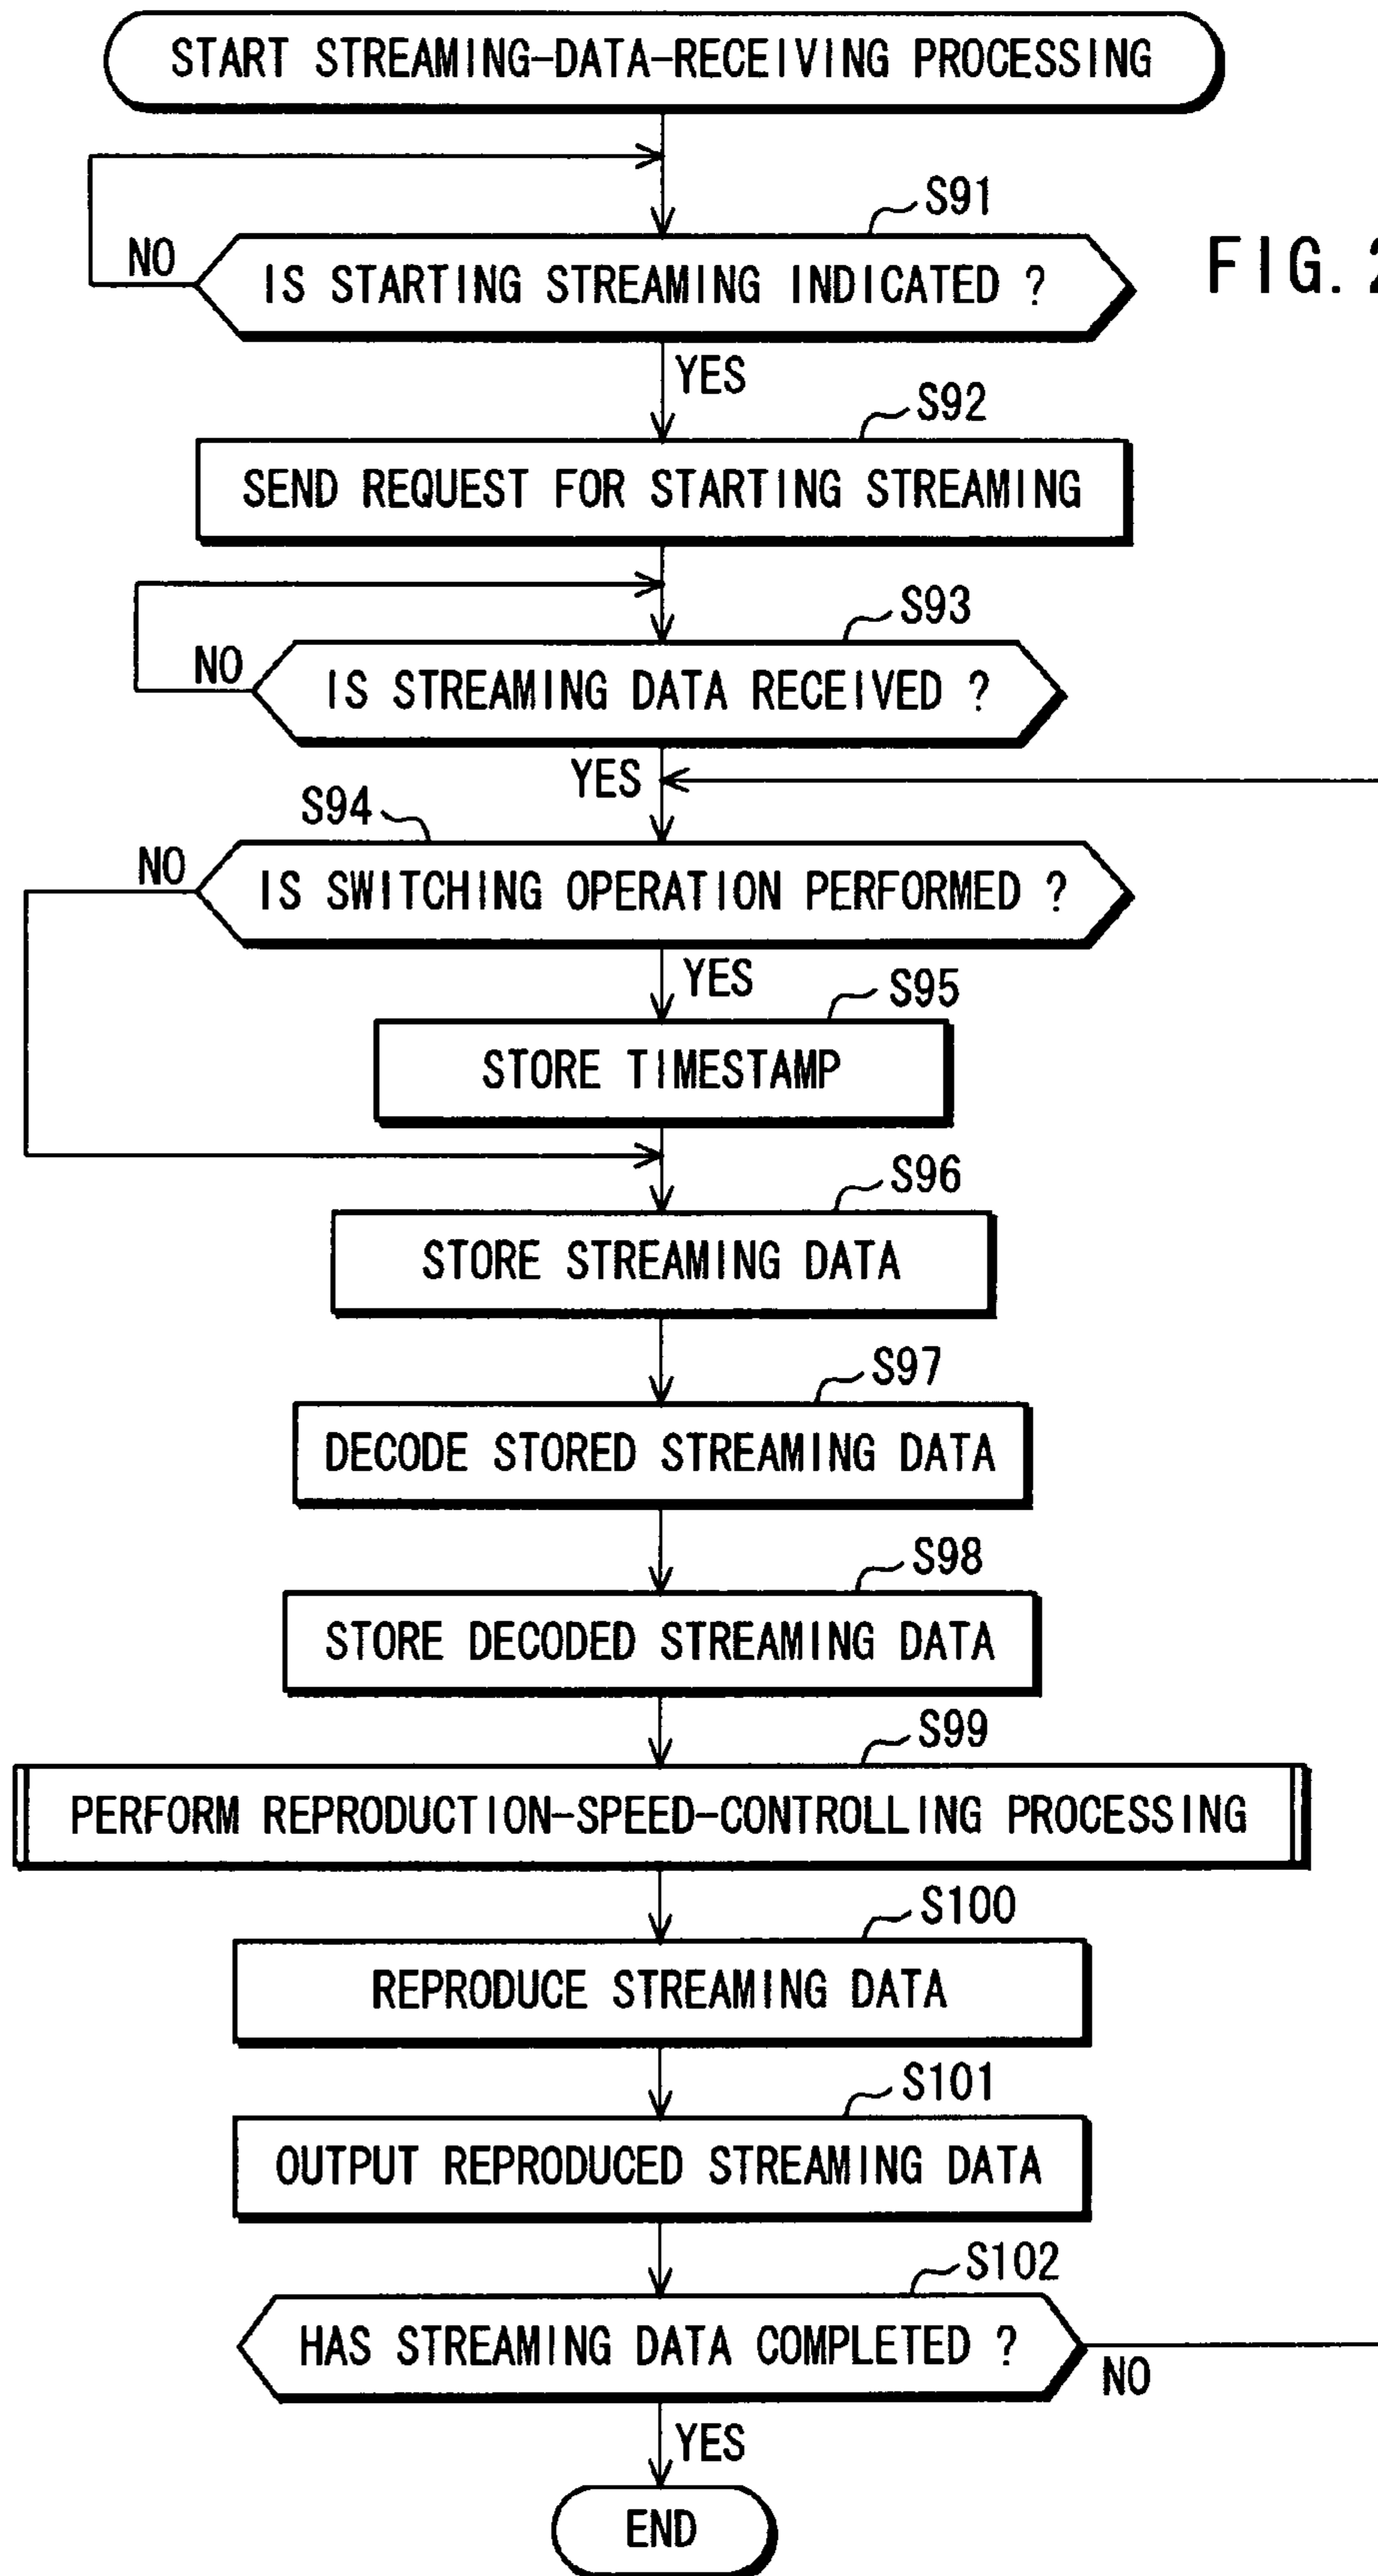 START STREAMING-DATA-RECEIVING PROCESSING
S91
NO
IS STARTING STREAMING INDICATED ?
FIG. 2
YES
S92
SEND REQUEST FOR STARTING STREAMING
S93
NO
IS STREAMING DATA RECEIVED ?
YES
S94
NO
IS SWITCHING OPERATION PERFORMED ?
YES
S95
STORE TIMESTAMP
S96
STORE STREAMING DATA
S97
DECODE STORED STREAMING DATA
S98
STORE DECODED STREAMING DATA
S99
PERFORM REPRODUCTION-SPEED-CONTROLLING PROCESSING
S100
REPRODUCE STREAMING DATA
S101
OUTPUT REPRODUCED STREAMING DATA
S102
HAS STREAMING DATA COMPLETED ?
NO
YES
END